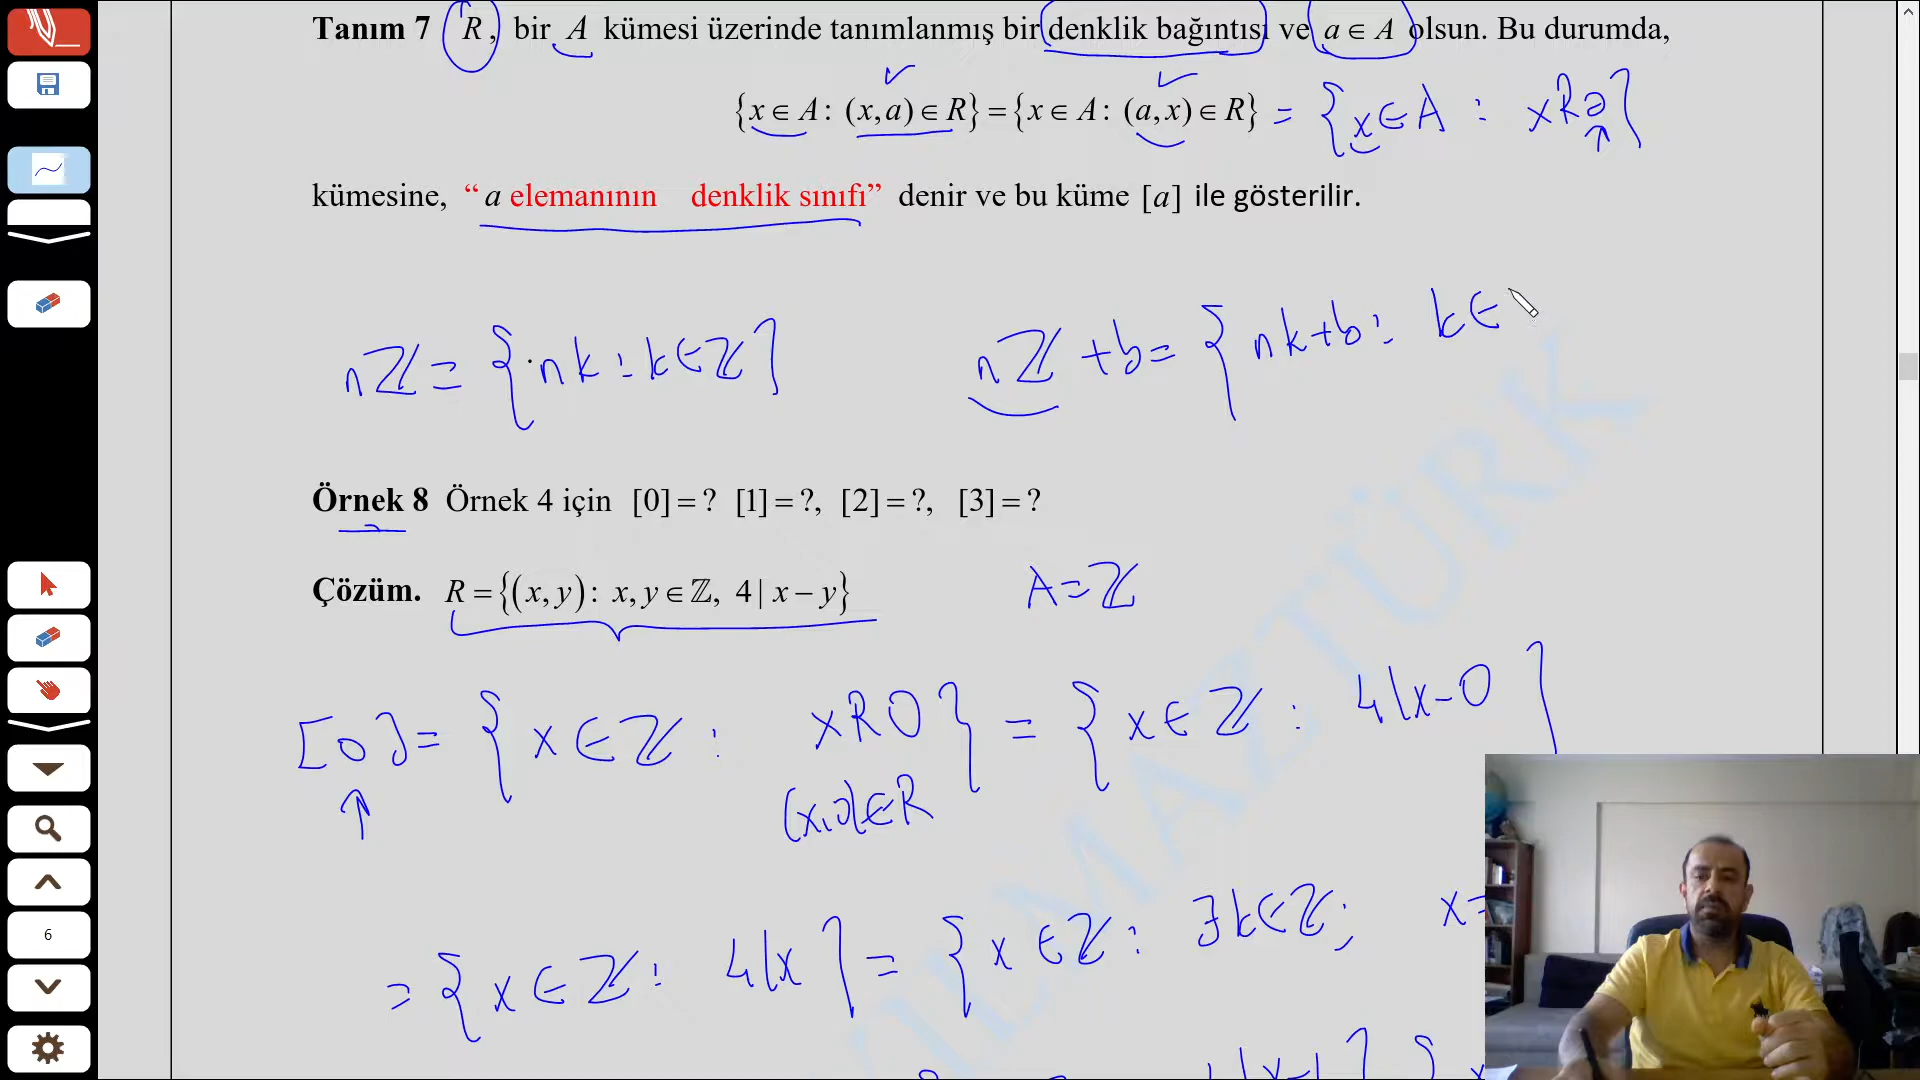 Tanım 7 R, bir A kümesi üzerinde tanımlanmış bir denklik bağıntısı ve a ∈ A olsun. Bu durumda,
{x ∈ A: (x,a) ∈ R} = {x ∈ A: (a,x) ∈ R} = {x ∈ A : xRa}
kümesine, “a elemanının denklik sınıfı” denir ve bu küme [a] ile gösterilir.
nℤ = {nk : k ∈ ℤ} nℤ + b = {nk+b : k ∈
Örnek 8 Örnek 4 için [0] = ? [1] = ?, [2] = ?, [3] = ?
Çözüm. R = {(x,y): x,y ∈ ℤ, 4 | x − y} A = ℤ
[0] = {x ∈ ℤ : xR0} = {x ∈ ℤ : 4|x-0}
(x,0) ∈ R
= {x ∈ ℤ : 4|x} = {x ∈ ℤ : ∃k ∈ ℤ; x=
6